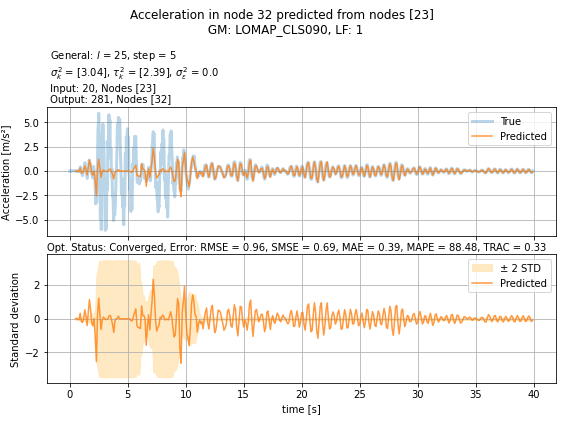 Acceleration in node 32 predicted from nodes [23]
GM: LOMAP_CLS090, LF: 1
General: l = 25, step = 5
σ²ₖ = [3.04], τ²ₖ = [2.39], σ²ε = 0.0
Input: 20, Nodes [23]
Output: 281, Nodes [32]
Acceleration [m/s²]
5.0
2.5
0.0
−2.5
−5.0
True
Predicted
Opt. Status: Converged, Error: RMSE = 0.96, SMSE = 0.69, MAE = 0.39, MAPE = 88.48, TRAC = 0.33
Standard deviation
2
0
−2
± 2 STD
Predicted
0 5 10 15 20 25 30 35 40
time [s]